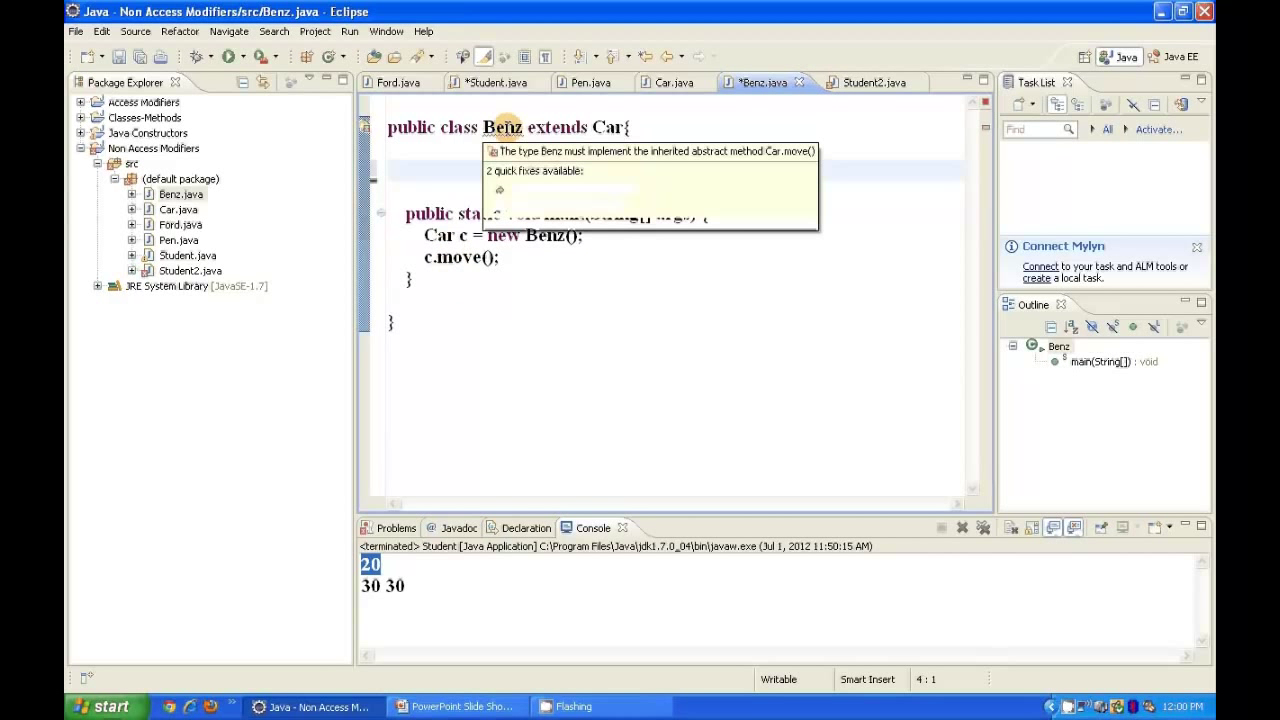 Java - Non Access Modifiers/src/Benz.java - Eclipse
File Edit Source Refactor Navigate Search Project Run Window Help
Java Java EE
Package Explorer
Access Modifiers
Classes-Methods
Java Constructors
Non Access Modifiers
src
(default package)
Benz.java
Car.java
Ford.java
Pen.java
Student.java
Student2.java
JRE System Library [JavaSE-1.7]
Ford.java *Student.java Pen.java Car.java *Benz.java Student2.java
public class Benz extends Car{
The type Benz must implement the inherited abstract method Car.move()
2 quick fixes available:
public static void main(String[] args) {
Car c = new Benz();
c.move();
}
}
Task List
Find All Activate...
Connect Mylyn
Connect to your task and ALM tools or
create a local task.
Outline
Benz
main(String[]) : void
Problems Javadoc Declaration Console
<terminated> Student [Java Application] C:\Program Files\Java\jdk1.7.0_04\bin\javaw.exe (Jul 1, 2012 11:50:15 AM)
20
30 30
Writable Smart Insert 4 : 1
start Java - Non Access M... PowerPoint Slide Sho... Flashing 12:00 PM